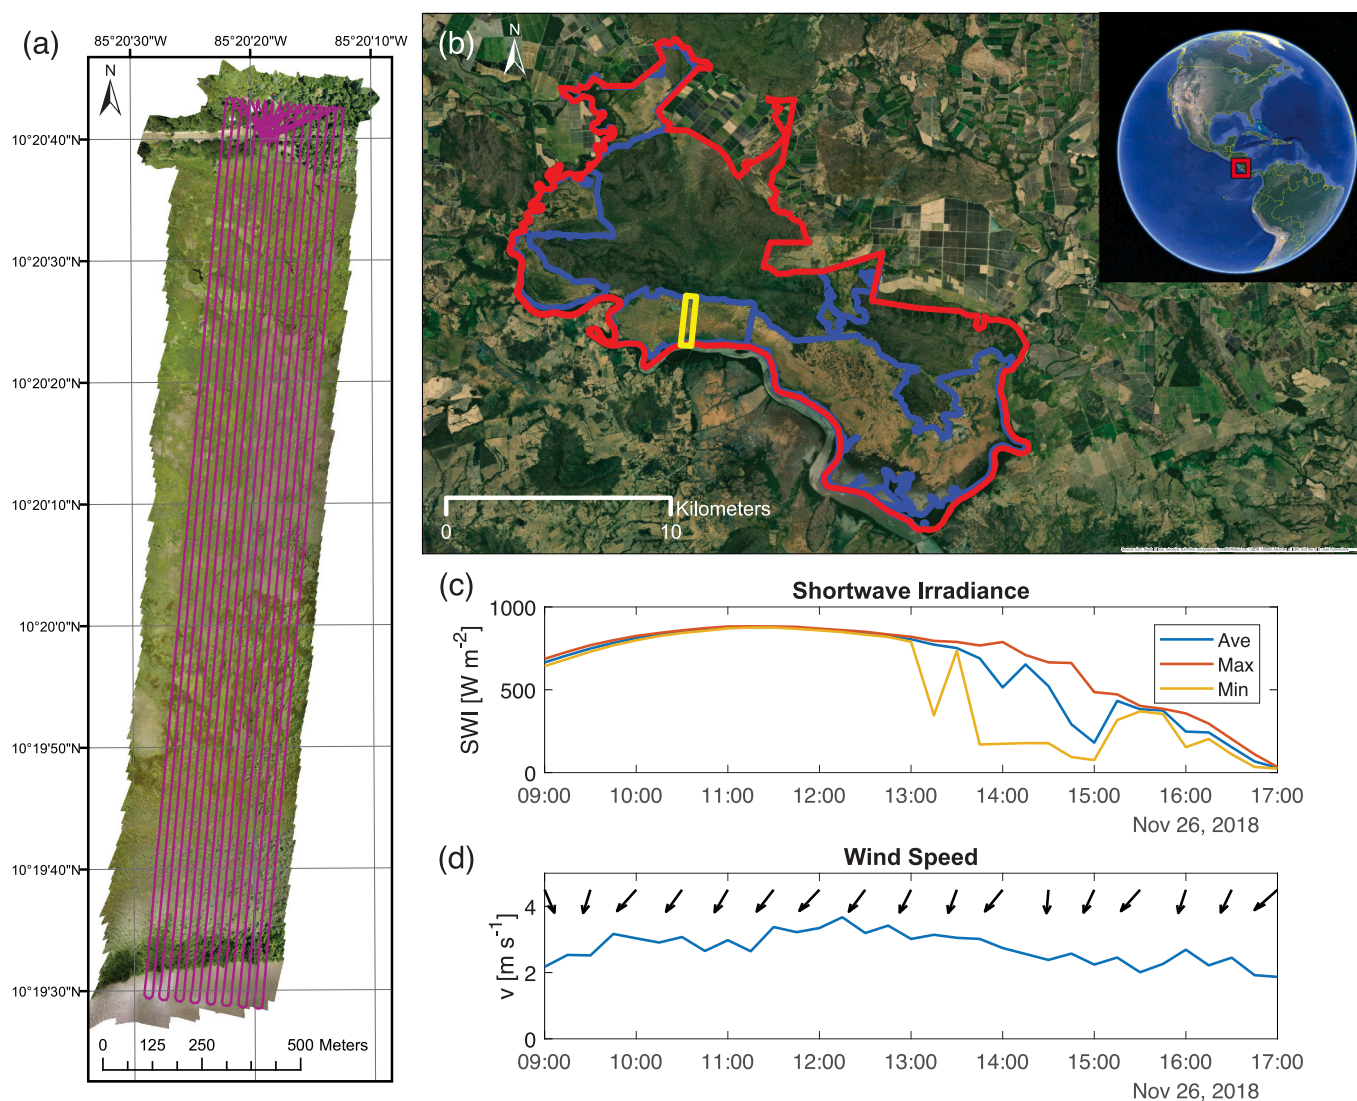 (a)
85°20'30"W 85°20'20"W 85°20'10"W
N
10°20'40"N
10°20'30"N
10°20'20"N
10°20'10"N
10°20'0"N
10°19'50"N
10°19'40"N
10°19'30"N
0 125 250 500 Meters
(b)
N
Kilometers
0 10
(c)
Shortwave Irradiance
SWI [W m⁻²]
1000
500
0
Ave
Max
Min
09:00 10:00 11:00 12:00 13:00 14:00 15:00 16:00 17:00
Nov 26, 2018
(d)
Wind Speed
v [m s⁻¹]
4
2
0
09:00 10:00 11:00 12:00 13:00 14:00 15:00 16:00 17:00
Nov 26, 2018